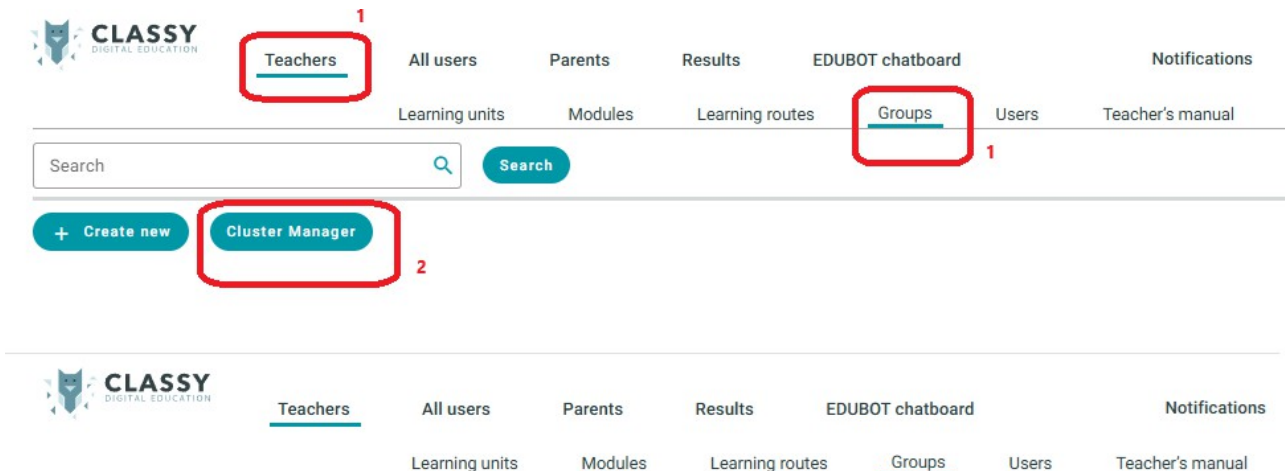 1
CLASSY
DIGITAL EDUCATION
Teachers All users Parents Results EDUBOT chatboard Notifications
Learning units Modules Learning routes Groups Users Teacher's manual
1
Search Search
+ Create new Cluster Manager
2
CLASSY
DIGITAL EDUCATION
Teachers All users Parents Results EDUBOT chatboard Notifications
Learning units Modules Learning routes Groups Users Teacher's manual